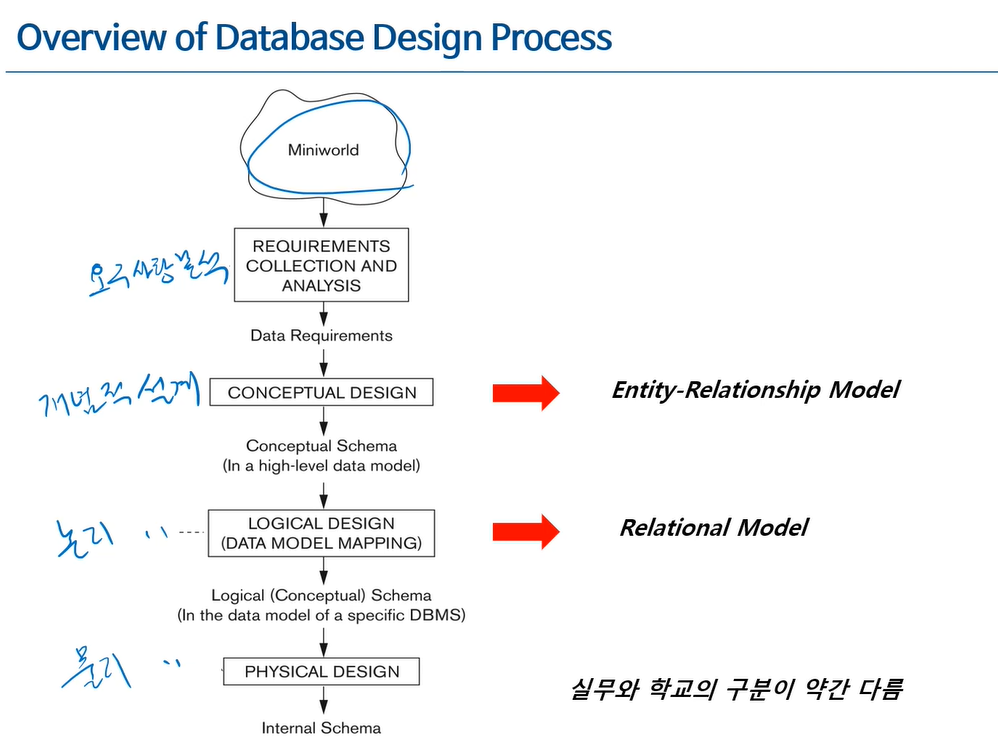 Overview of Database Design Process
Miniworld
요구사항분석
REQUIREMENTS
COLLECTION AND
ANALYSIS
Data Requirements
개념적 설계
CONCEPTUAL DESIGN
Entity-Relationship Model
Conceptual Schema
(In a high-level data model)
논리 〃
LOGICAL DESIGN
(DATA MODEL MAPPING)
Relational Model
Logical (Conceptual) Schema
(In the data model of a specific DBMS)
물리 〃
PHYSICAL DESIGN
실무와 학교의 구분이 약간 다름
Internal Schema